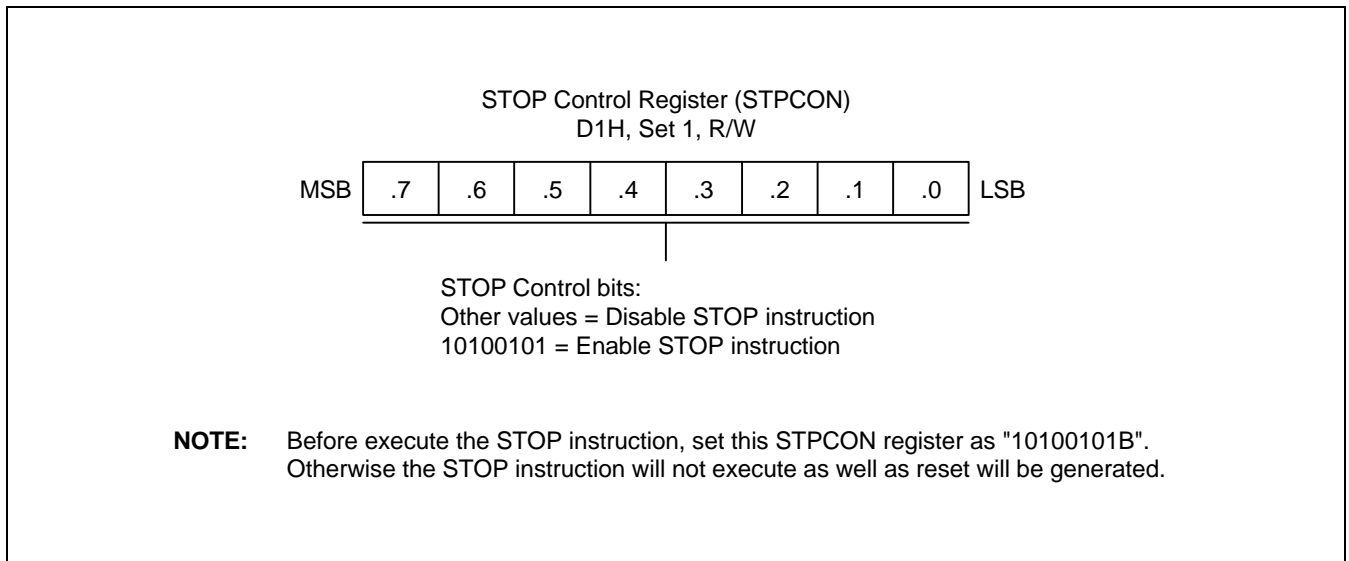 STOP Control Register (STPCON)
D1H, Set 1, R/W
MSB .7 .6 .5 .4 .3 .2 .1 .0 LSB
STOP Control bits:
Other values = Disable STOP instruction
10100101 = Enable STOP instruction
NOTE: Before execute the STOP instruction, set this STPCON register as "10100101B".
Otherwise the STOP instruction will not execute as well as reset will be generated.